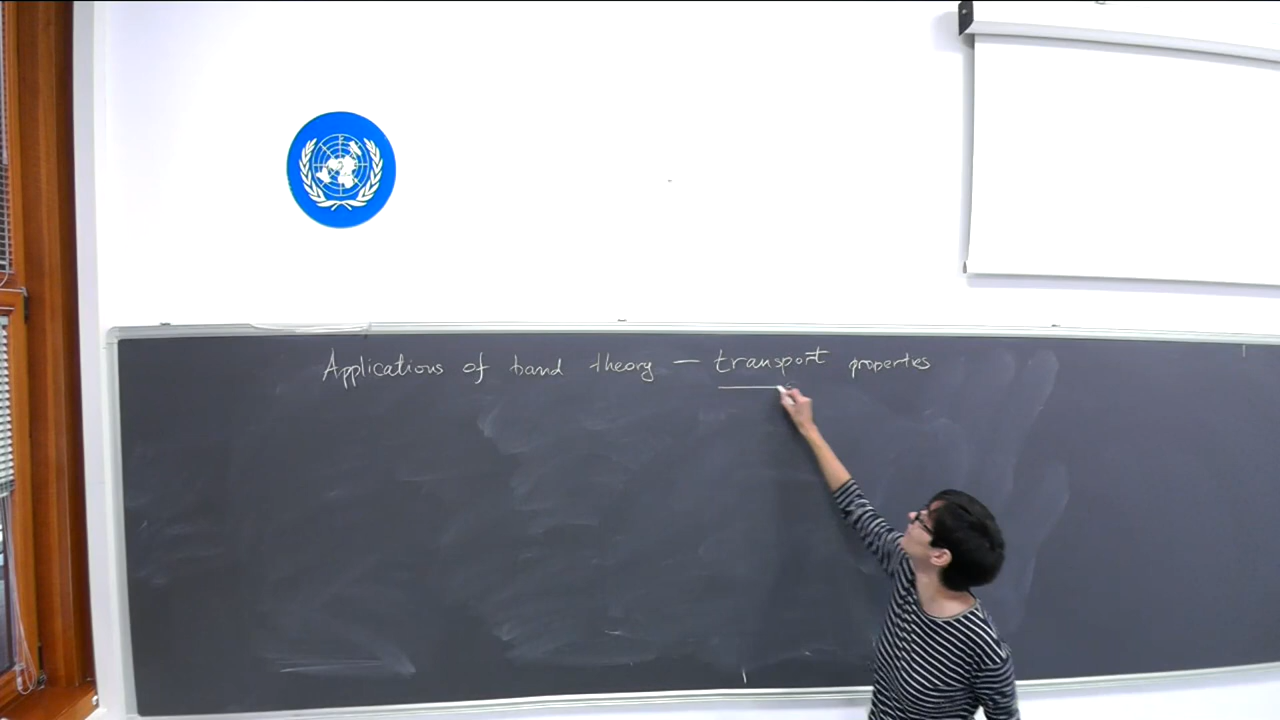 Applications of band theory — transport properties